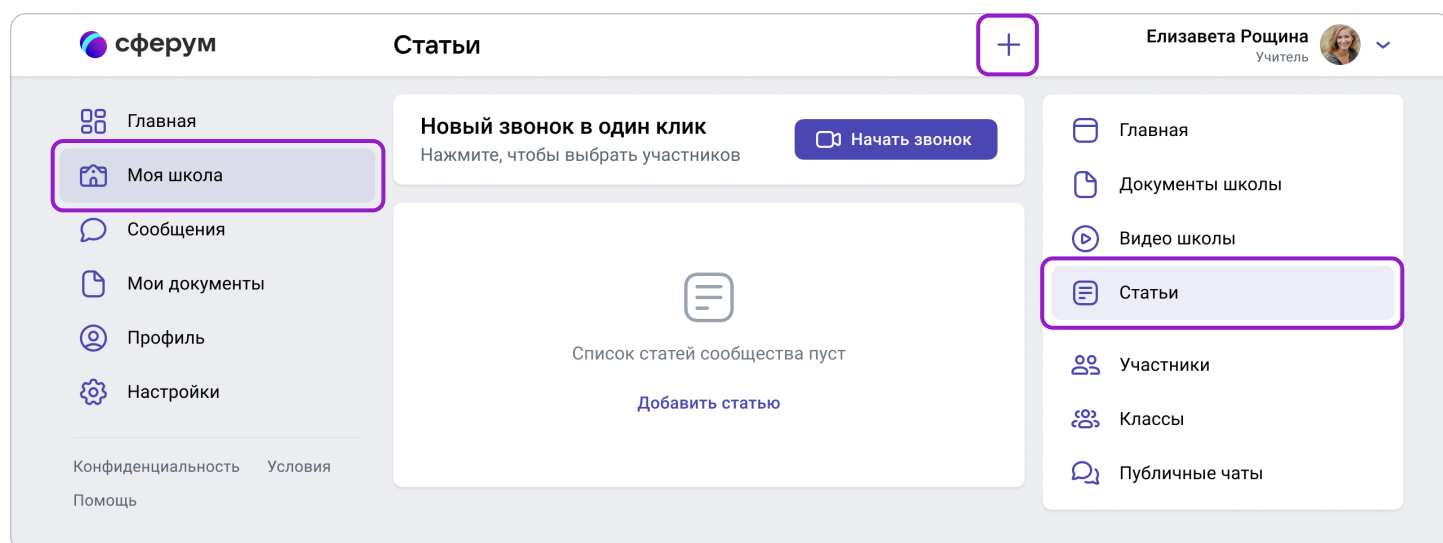 сферум
Статьи
Елизавета Рощина
Учитель
Главная
Моя школа
Сообщения
Мои документы
Профиль
Настройки
Конфиденциальность Условия
Помощь
Новый звонок в один клик
Нажмите, чтобы выбрать участников
Начать звонок
Список статей сообщества пуст
Добавить статью
Главная
Документы школы
Видео школы
Статьи
Участники
Классы
Публичные чаты